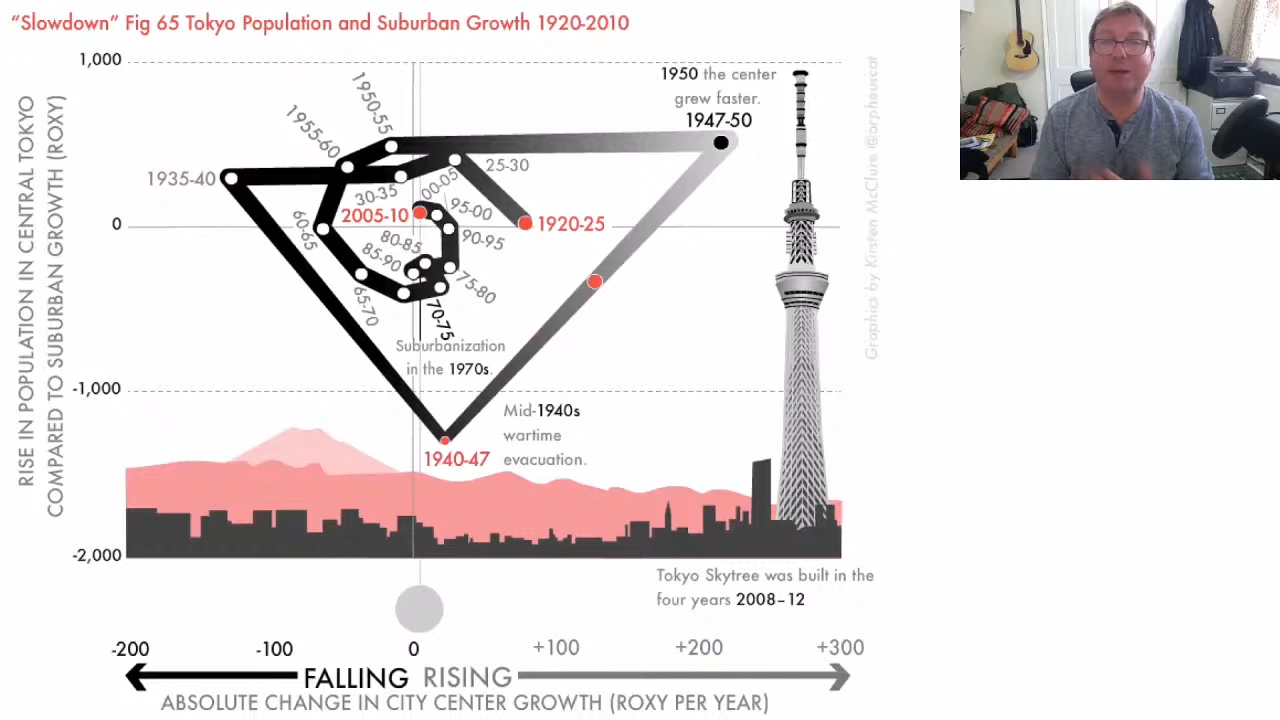 "Slowdown" Fig 65 Tokyo Population and Suburban Growth 1920-2010
RISE IN POPULATION IN CENTRAL TOKYO
COMPARED TO SUBURBAN GROWTH (ROXY)
1,000
0
-1,000
-2,000
1950 the center
grew faster.
1947-50
1950-55
1955-60
1935-40
25-30
30-35
00-05
95-00
2005-10
1920-25
60-65
80-85
90-95
85-90
75-80
65-70
70-75
Suburbanization
in the 1970s.
Mid-1940s
wartime
evacuation.
1940-47
Graphics by Kirsten McClure @orpheuscat
Tokyo Skytree was built in the
four years 2008–12
-200
-100
0
+100
+200
+300
FALLING RISING
ABSOLUTE CHANGE IN CITY CENTER GROWTH (ROXY PER YEAR)